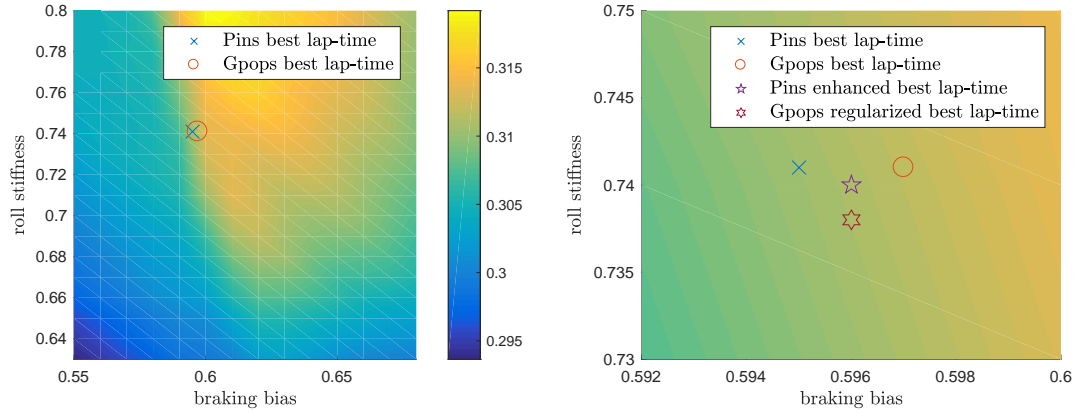 0.8
0.78
0.76
0.74
0.72
0.7
0.68
0.66
0.64
roll stiffness
0.55
0.6
0.65
braking bias
Pins best lap-time
Gpops best lap-time
0.315
0.31
0.305
0.3
0.295
0.75
0.745
0.74
0.735
0.73
roll stiffness
0.592
0.594
0.596
0.598
0.6
braking bias
Pins best lap-time
Gpops best lap-time
Pins enhanced best lap-time
Gpops regularized best lap-time